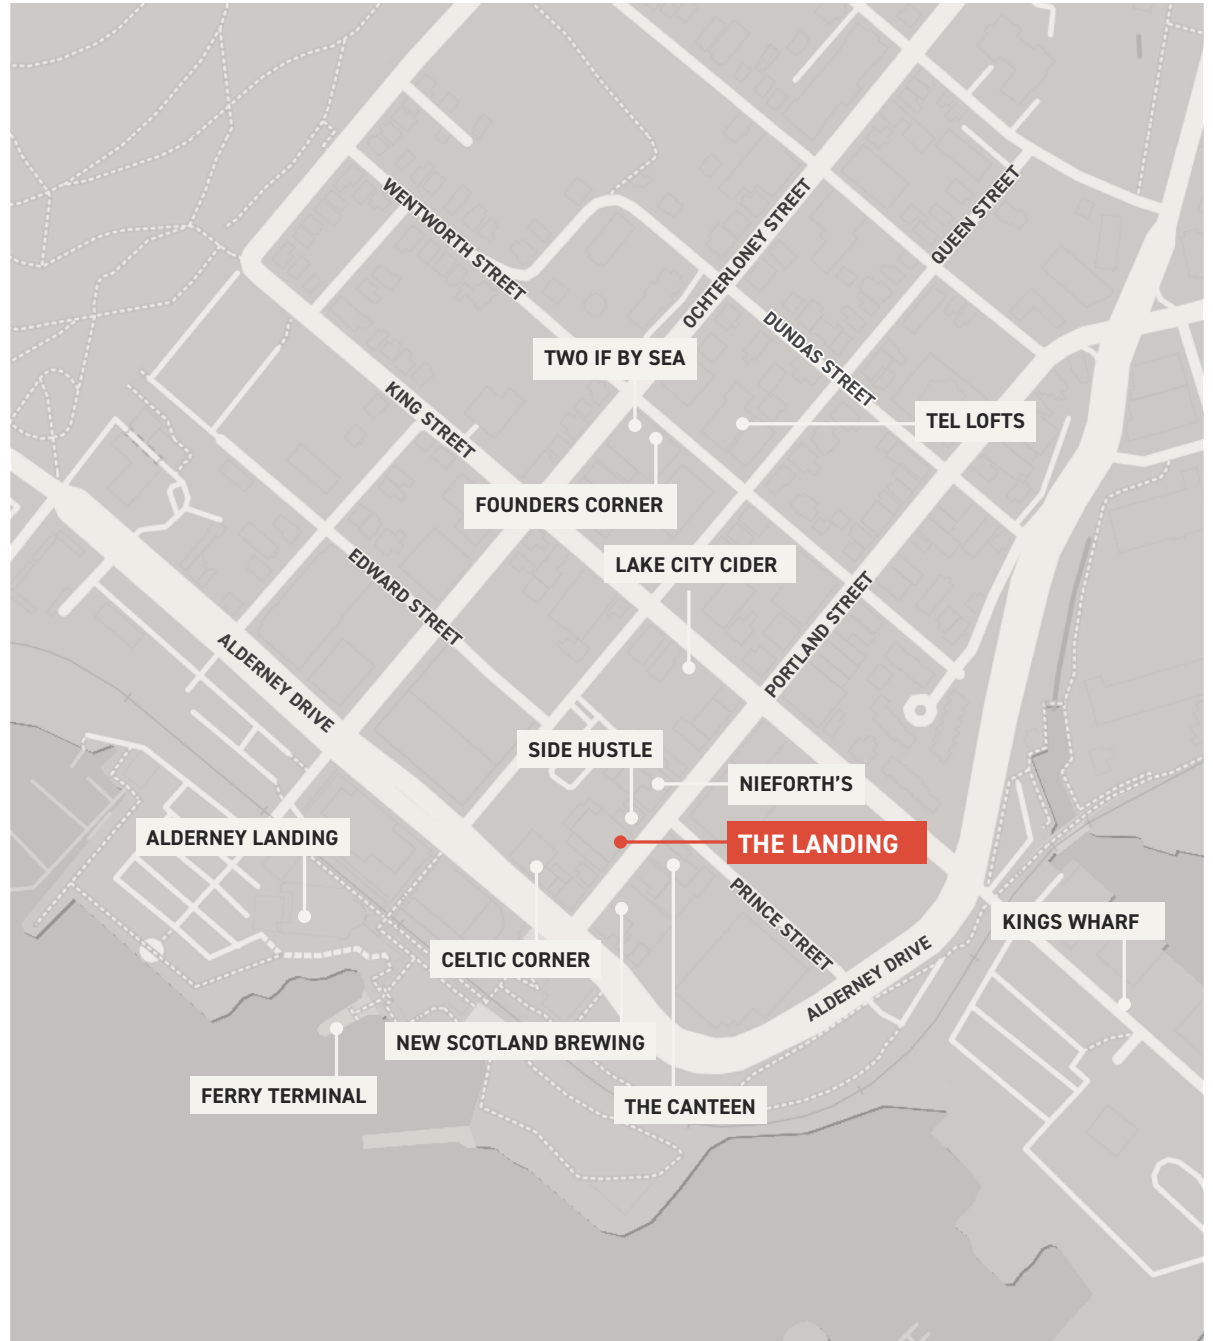 WENTWORTH STREET
OCHTERLONEY STREET
QUEEN STREET
DUNDAS STREET
TWO IF BY SEA
KING STREET
TEL LOFTS
FOUNDERS CORNER
LAKE CITY CIDER
EDWARD STREET
PORTLAND STREET
ALDERNEY DRIVE
SIDE HUSTLE
NIEFORTH'S
ALDERNEY LANDING
THE LANDING
PRINCE STREET
KINGS WHARF
CELTIC CORNER
ALDERNEY DRIVE
NEW SCOTLAND BREWING
FERRY TERMINAL
THE CANTEEN